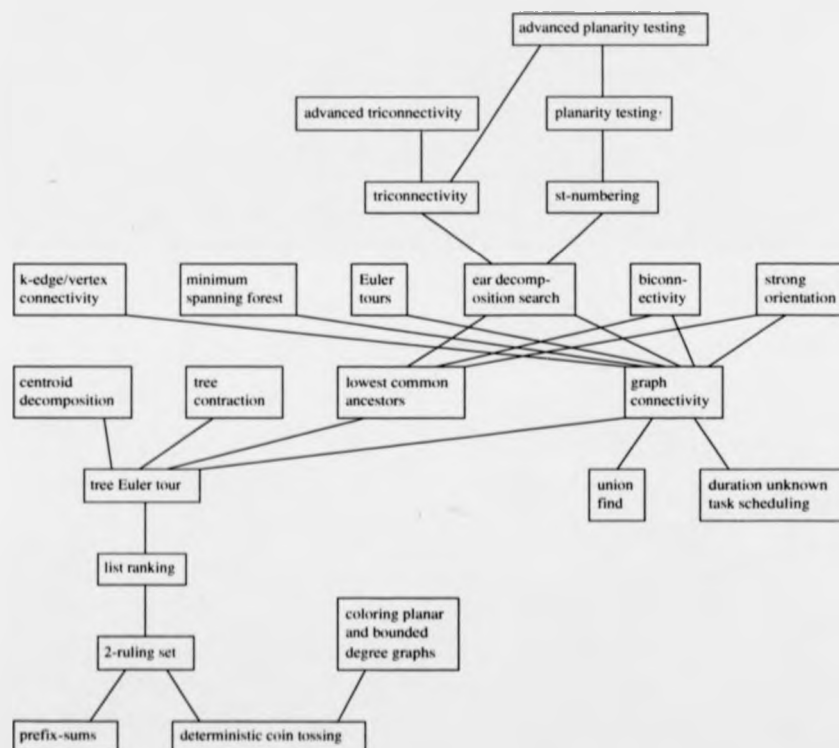 advanced planarity testing
advanced triconnectivity
planarity testing
triconnectivity
st-numbering
k-edge/vertex
connectivity
minimum
spanning forest
Euler
tours
ear decomp-
osition search
biconn-
ectivity
strong
orientation
centroid
decomposition
tree
contraction
lowest common
ancestors
graph
connectivity
tree Euler tour
union
find
duration unknown
task scheduling
list ranking
coloring planar
and bounded
degree graphs
2-ruling set
prefix-sums
deterministic coin tossing